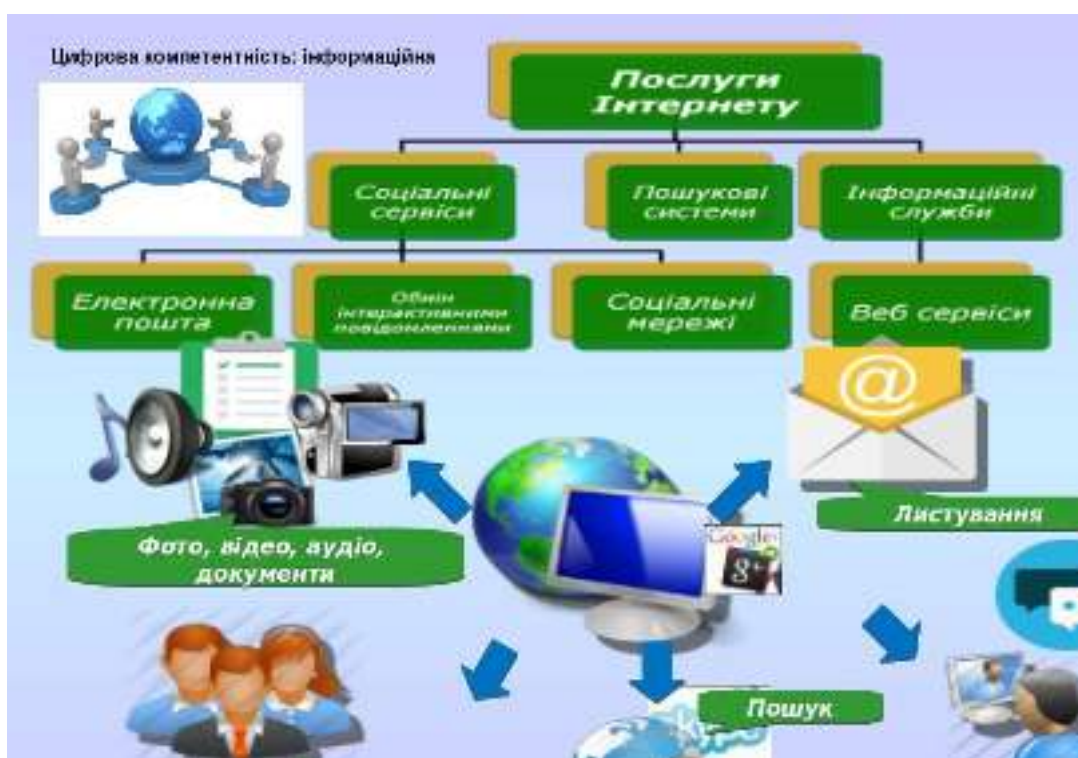 Цифрова компетентність: інформаційна
Послуги
Інтернету
Соціальні
сервіси
Пошукові
системи
Інформаційні
служби
Електронна
пошта
Обмін
інтерактивними
повідомленнями
Соціальні
мережі
Веб сервіси
@
Листування
Google
g+
Фото, відео, аудіо,
документи
Пошук